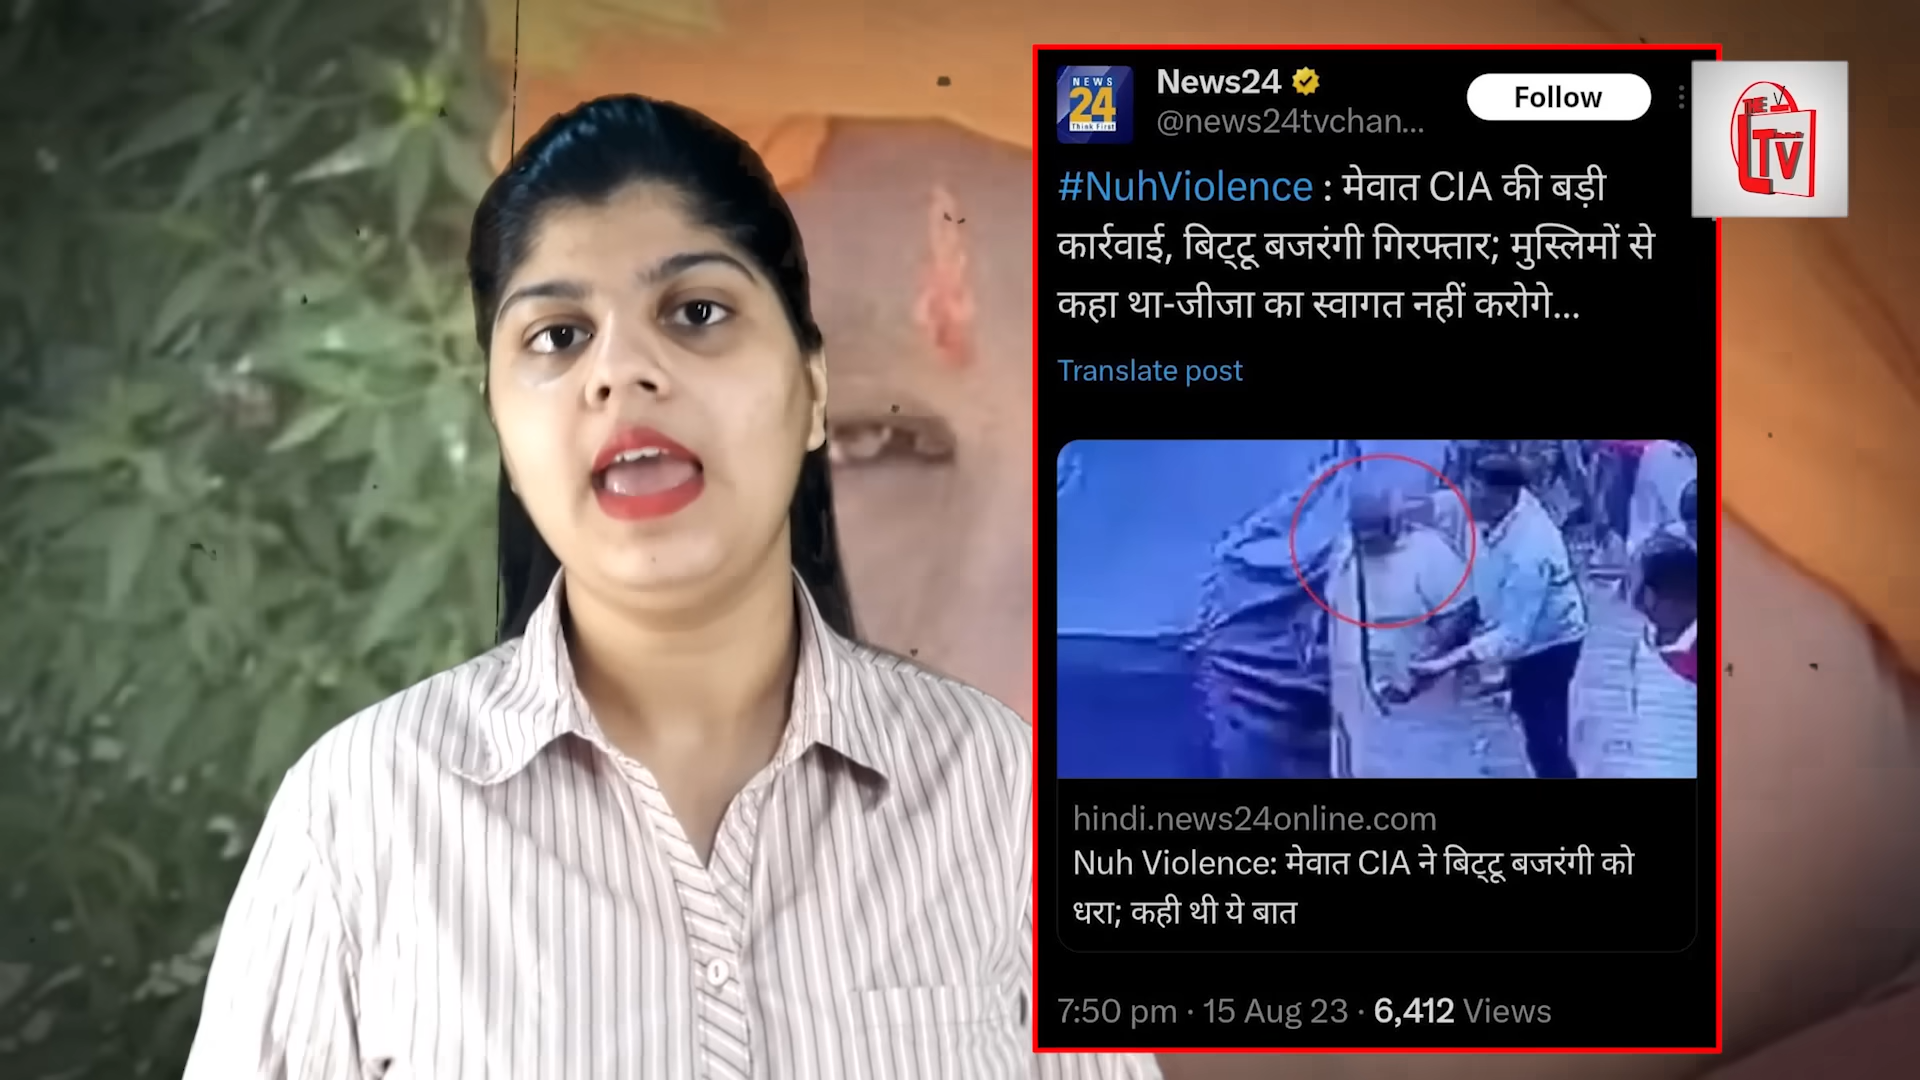 NEWS
24
Think First
News24
@news24tvchan...
Follow
#NuhViolence : मेवात CIA की बड़ी
कार्रवाई, बिट्टू बजरंगी गिरफ्तार; मुस्लिमों से
कहा था-जीजा का स्वागत नहीं करोगे...
Translate post
hindi.news24online.com
Nuh Violence: मेवात CIA ने बिट्टू बजरंगी को
धरा; कही थी ये बात
7:50 pm · 15 Aug 23 · 6,412 Views
THE
TV